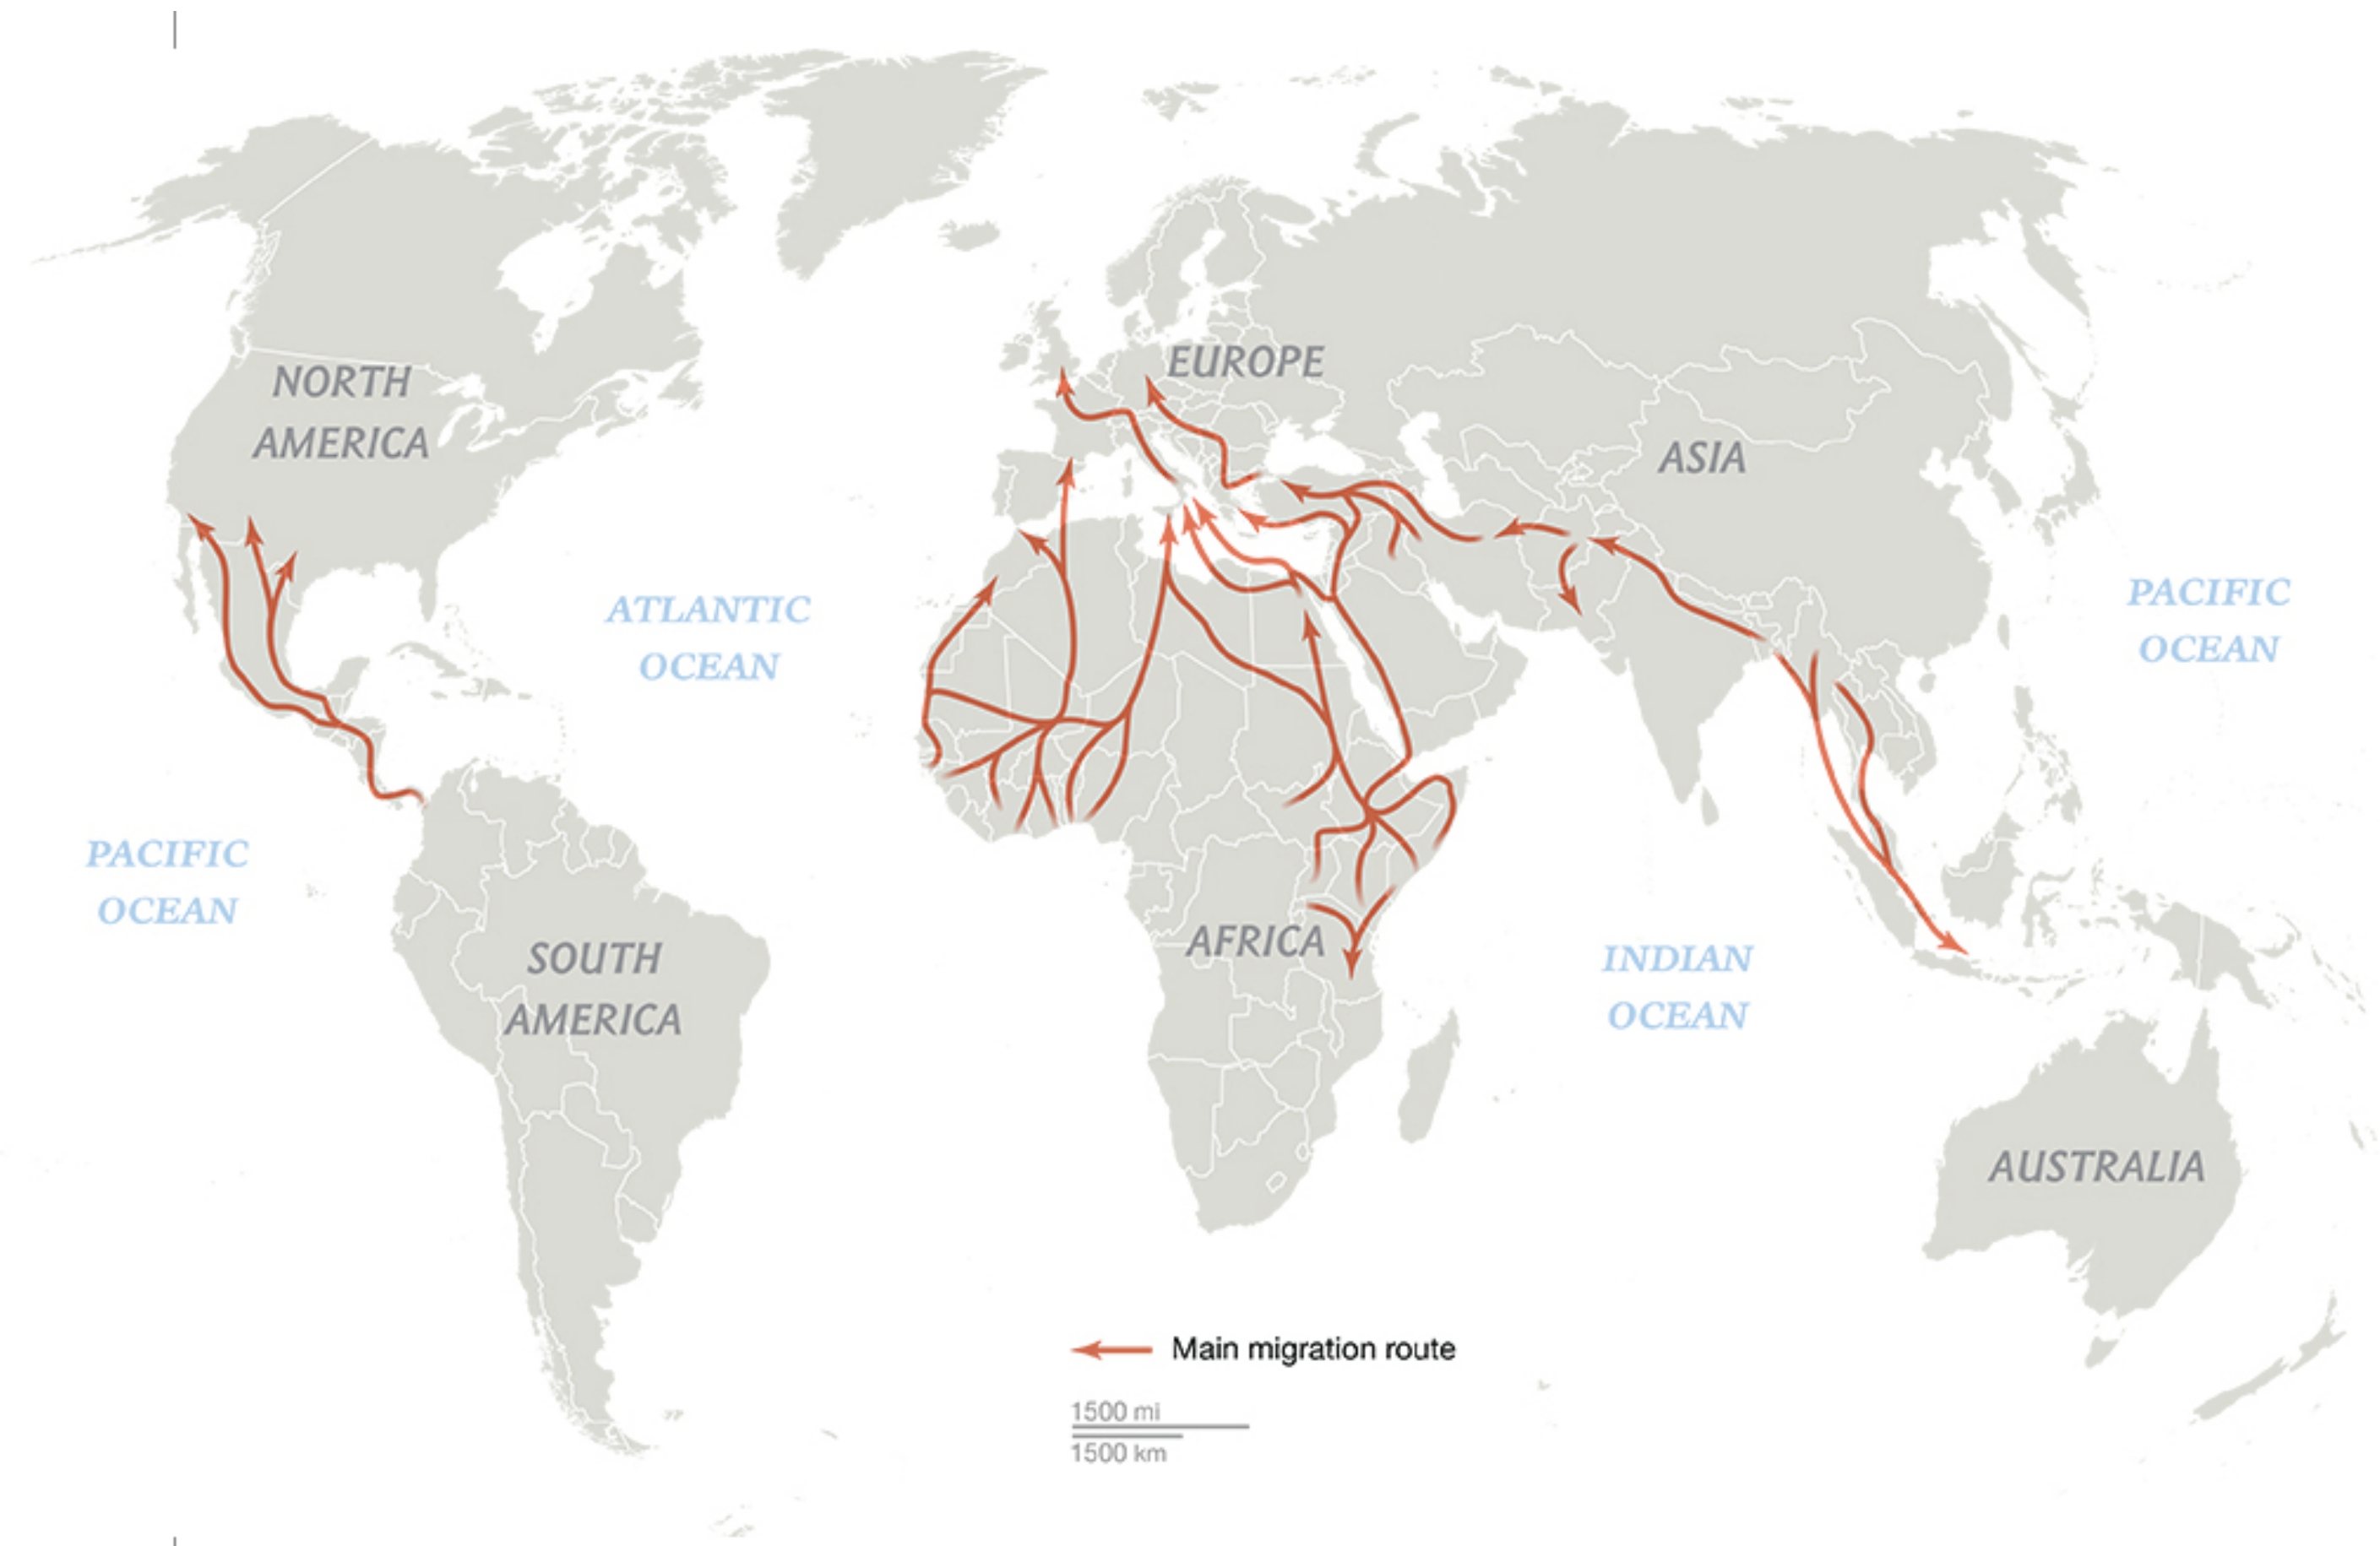 NORTH
AMERICA
EUROPE
ASIA
ATLANTIC
OCEAN
PACIFIC
OCEAN
PACIFIC
OCEAN
SOUTH
AMERICA
AFRICA
INDIAN
OCEAN
AUSTRALIA
Main migration route
1500 mi
1500 km